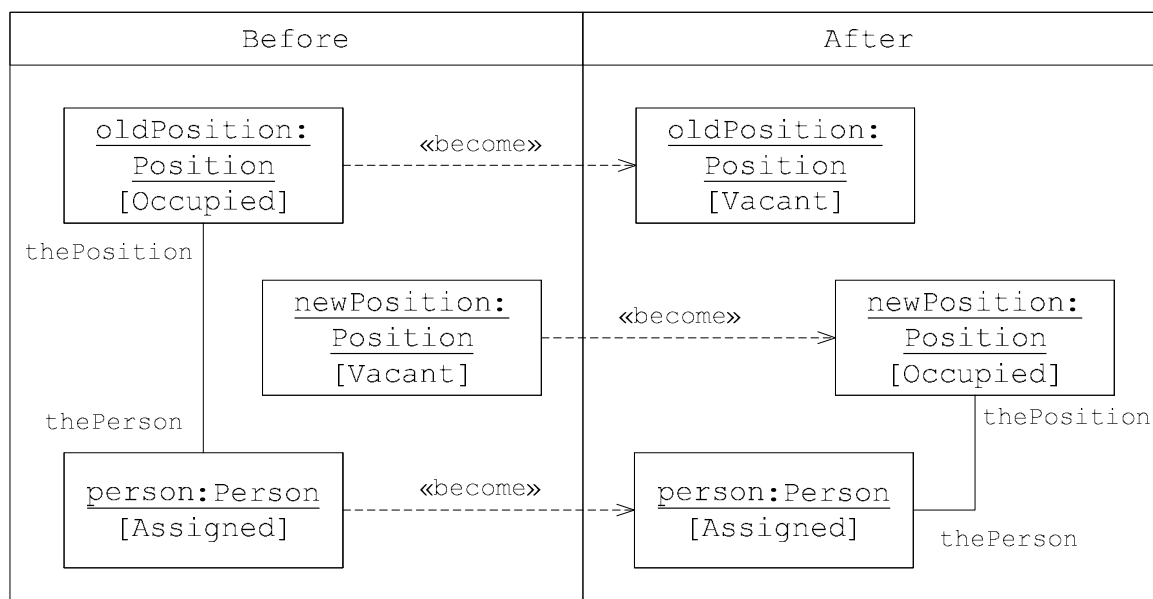 Before
After
oldPosition:
Position
[Occupied]
«become»
oldPosition:
Position
[Vacant]
thePosition
newPosition:
Position
[Vacant]
«become»
newPosition:
Position
[Occupied]
thePerson
thePosition
person:Person
[Assigned]
«become»
person:Person
[Assigned]
thePerson